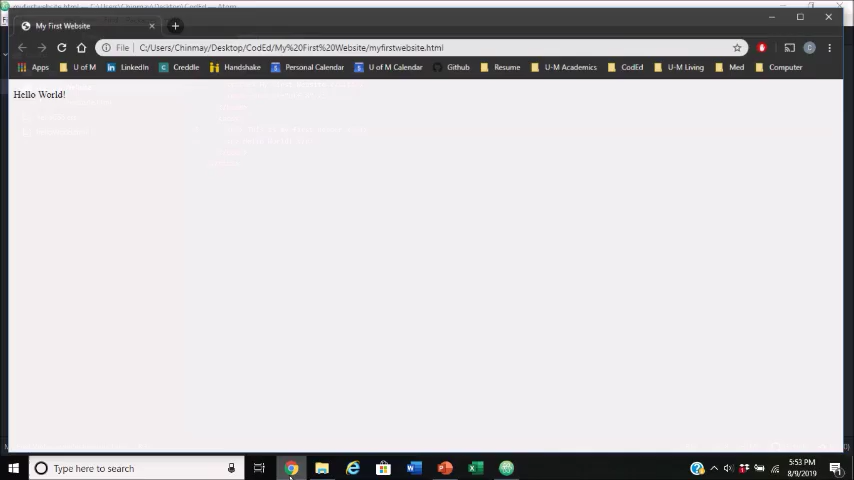 My First Website
File | C:/Users/Chinmay/Desktop/CodEd/My%20First%20Website/myfirstwebsite.html
Apps U of M LinkedIn Creddle Handshake Personal Calendar U of M Calendar Github Resume U-M Academics CodEd U-M Living Med Computer
Hello World!
Type here to search
5:53 PM
8/9/2019